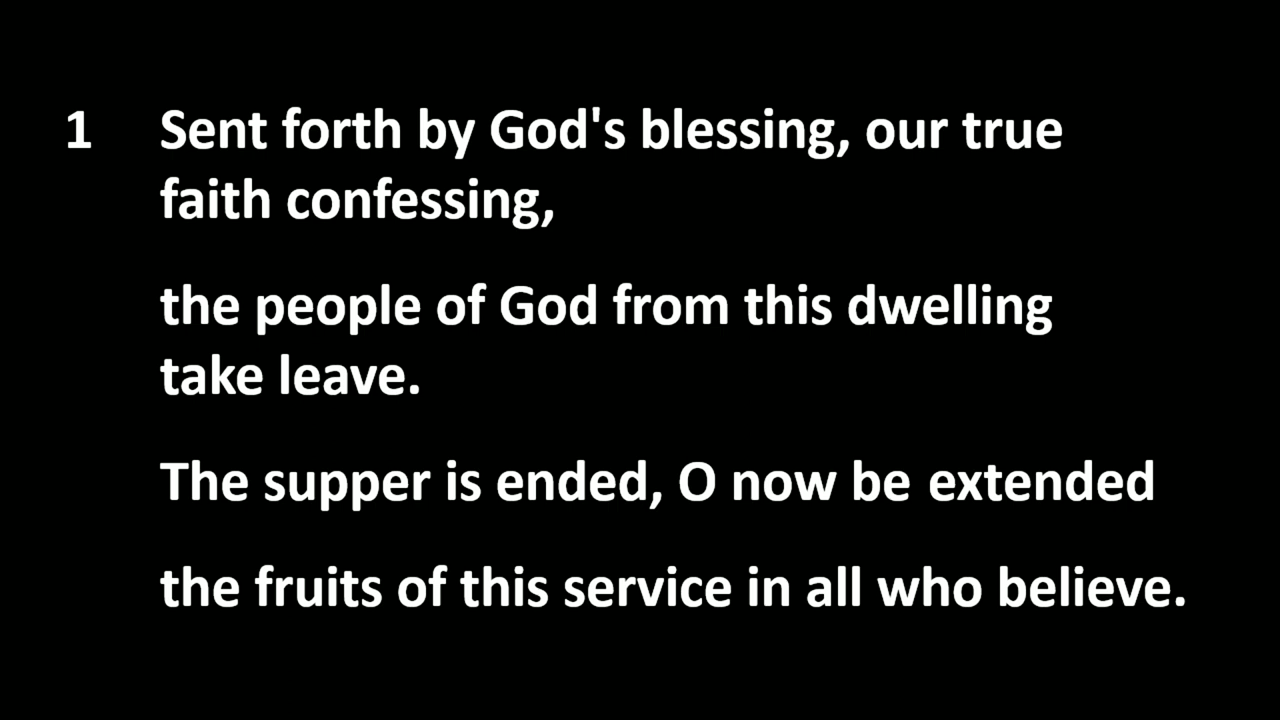 1 Sent forth by God's blessing, our true
faith confessing,
the people of God from this dwelling
take leave.
The supper is ended, O now be extended
the fruits of this service in all who believe.